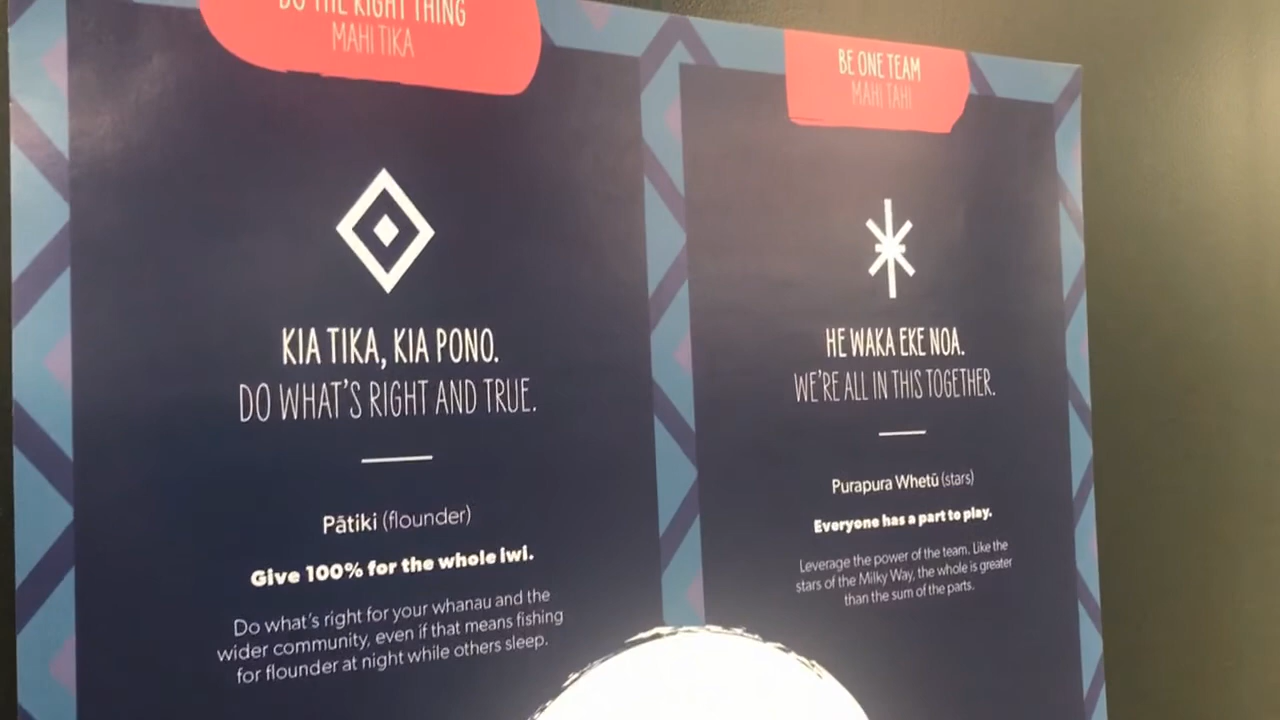 DO THE RIGHT THING
MAHI TIKA
KIA TIKA, KIA PONO.
DO WHAT'S RIGHT AND TRUE.
Pātiki (flounder)
Give 100% for the whole iwi.
Do what's right for your whanau and the
wider community, even if that means fishing
for flounder at night while others sleep.
BE ONE TEAM
MAHI TAHI
HE WAKA EKE NOA.
WE'RE ALL IN THIS TOGETHER.
Purapura Whetū (stars)
Everyone has a part to play.
Leverage the power of the team. Like the
stars of the Milky Way, the whole is greater
than the sum of the parts.